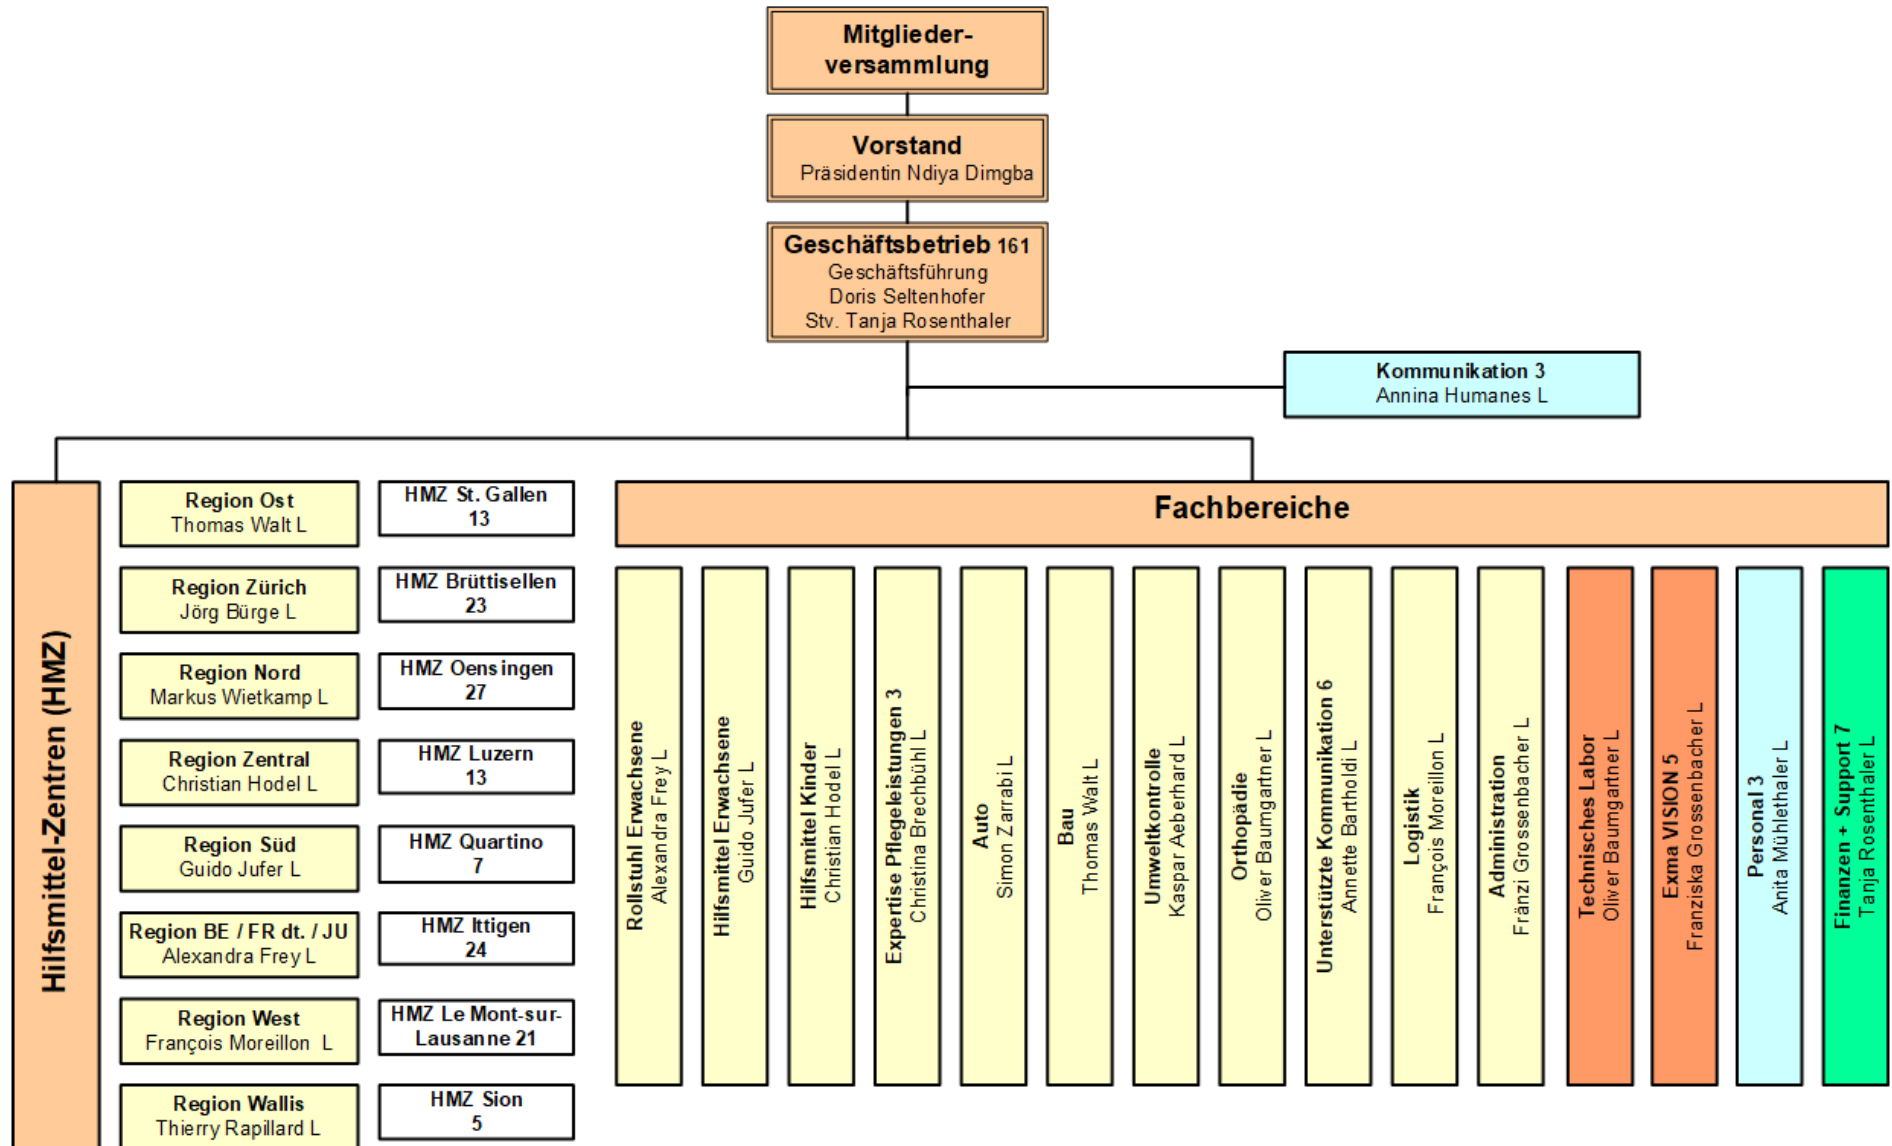 Mitglieder-
versammlung
Vorstand
Präsidentin Ndiya Dimgba
Geschäftsbetrieb 161
Geschäftsführung
Doris Seltenhofer
Stv. Tanja Rosenthaler
Kommunikation 3
Annina Humanes L
Hilfsmittel-Zentren (HMZ)
Region Ost
Thomas Walt L
HMZ St. Gallen
13
Region Zürich
Jörg Bürge L
HMZ Brüttisellen
23
Region Nord
Markus Wietkamp L
HMZ Oensingen
27
Region Zentral
Christian Hodel L
HMZ Luzern
13
Region Süd
Guido Jufer L
HMZ Quartino
7
Region BE / FR dt. / JU
Alexandra Frey L
HMZ Ittigen
24
Region West
François Moreillon L
HMZ Le Mont-sur-
Lausanne 21
Region Wallis
Thierry Rapillard L
HMZ Sion
5
Fachbereiche
Rollstuhl Erwachsene
Alexandra Frey L
Hilfsmittel Erwachsene
Guido Jufer L
Hilfsmittel Kinder
Christian Hodel L
Expertise Pflegeleistungen 3
Christina Brechbühl L
Auto
Simon Zarrabi L
Bau
Thomas Walt L
Umweltkontrolle
Kaspar Aeberhard L
Orthopädie
Oliver Baumgartner L
Unterstützte Kommunikation 6
Annette Bartholdi L
Logistik
François Moreillon L
Administration
Fränzi Grossenbacher L
Technisches Labor
Oliver Baumgartner L
Exma VISION 5
Franziska Grossenbacher L
Personal 3
Anita Mühlethaler L
Finanzen + Support 7
Tanja Rosenthaler L